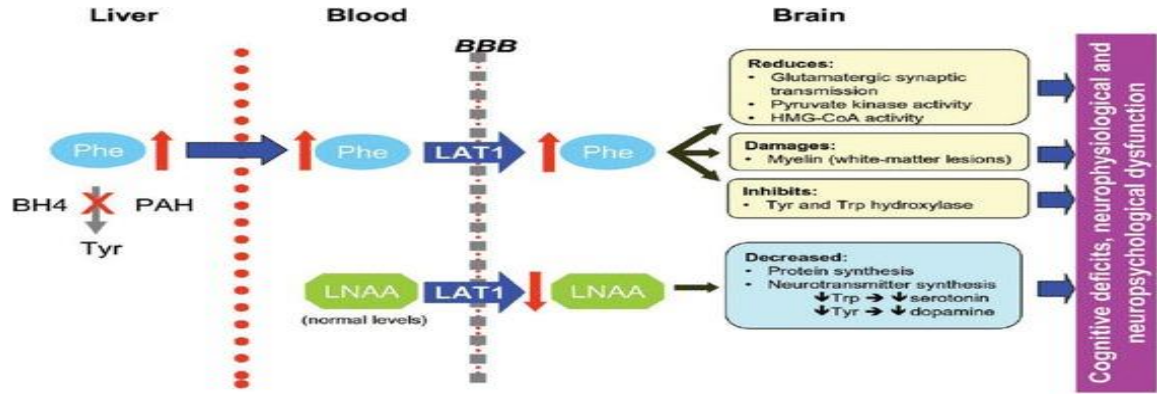 Liver
Blood
Brain
BBB
Phe
BH4
PAH
Tyr
Phe
LAT1
Phe
LNAA
(normal levels)
LAT1
LNAA
Reduces:
• Glutamatergic synaptic
transmission
• Pyruvate kinase activity
• HMG-CoA activity
Damages:
• Myelin (white-matter lesions)
Inhibits:
• Tyr and Trp hydroxylase
Decreased:
• Protein synthesis
• Neurotransmitter synthesis
↓Trp → ↓serotonin
↓Tyr → ↓dopamine
Cognitive deficits, neurophysiological and
neuropsychological dysfunction